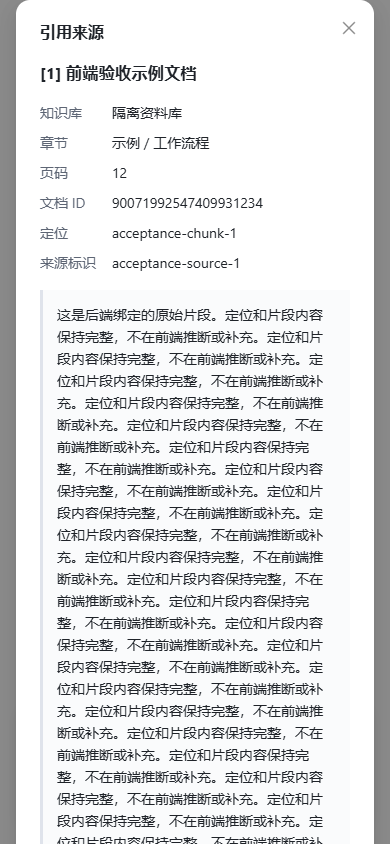 引用来源
[1] 前端验收示例文档
知识库 隔离资料库
章节 示例 / 工作流程
页码 12
文档 ID 90071992547409931234
定位 acceptance-chunk-1
来源标识 acceptance-source-1
这是后端绑定的原始片段。定位和片段内容
保持完整，不在前端推断或补充。定位和片
段内容保持完整，不在前端推断或补充。定
位和片段内容保持完整，不在前端推断或补
充。定位和片段内容保持完整，不在前端推
断或补充。定位和片段内容保持完整，不在
前端推断或补充。定位和片段内容保持完
整，不在前端推断或补充。定位和片段内容
保持完整，不在前端推断或补充。定位和片
段内容保持完整，不在前端推断或补充。定
位和片段内容保持完整，不在前端推断或补
充。定位和片段内容保持完整，不在前端推
断或补充。定位和片段内容保持完整，不在
前端推断或补充。定位和片段内容保持完
整，不在前端推断或补充。定位和片段内容
保持完整，不在前端推断或补充。定位和片
段内容保持完整，不在前端推断或补充。定
位和片段内容保持完整，不在前端推断或补
充。定位和片段内容保持完整，不在前端推
断或补充。定位和片段内容保持完整，不在
前端推断或补充。定位和片段内容保持完
整，不在前端推断或补充。定位和片段内容
保持完整，不在前端推断或补充。定位和片
段内容保持完整，不在前端推断或补充。定
位和片段内容保持完整，不在前端推断或补